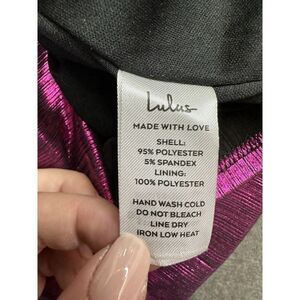 Lulus
MADE WITH LOVE
SHELL:
95% POLYESTER
5% SPANDEX
LINING:
100% POLYESTER
HAND WASH COLD
DO NOT BLEACH
LINE DRY
IRON LOW HEAT